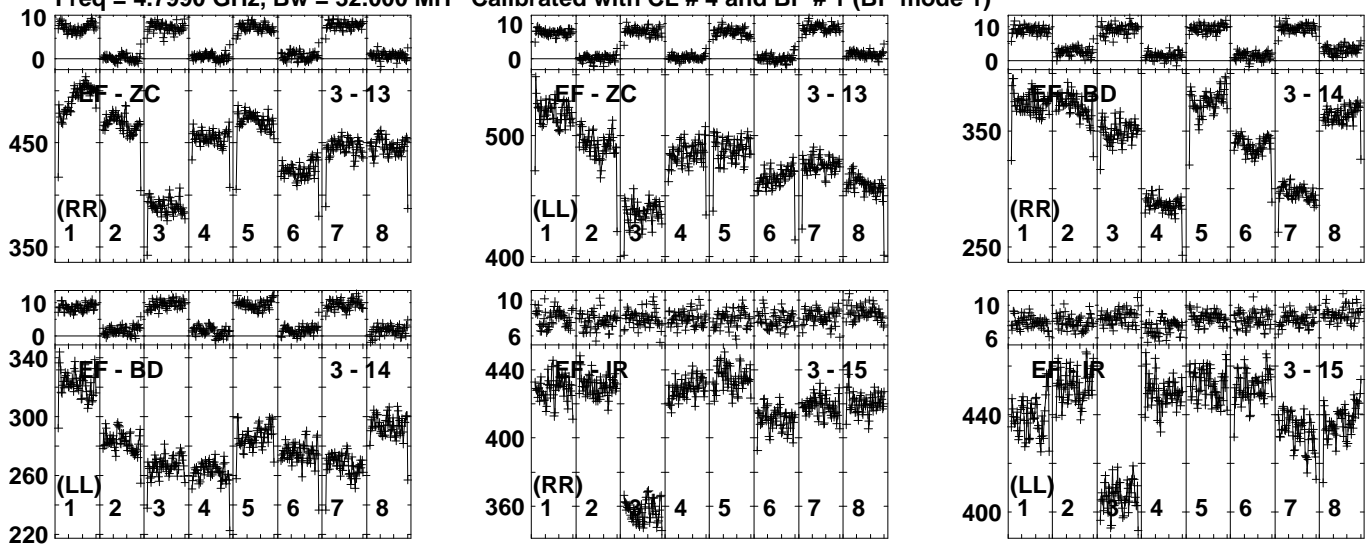 Freq = 4.7990 GHz, Bw = 32.000 MH Calibrated with CL # 4 and BP # 1 (BP mode 1)
10
0
EF - ZC 3 - 13
450
(RR)
350
1 2 3 4 5 6 7 8
10
0
EF - ZC 3 - 13
500
(LL)
400
1 2 3 4 5 6 7 8
10
0
EF - BD 3 - 14
350
(RR)
250
1 2 3 4 5 6 7 8
10
0
340
EF - BD 3 - 14
300
260
(LL)
220
1 2 3 4 5 6 7 8
10
6
440
EF - IR 3 - 15
400
(RR)
360
1 2 3 4 5 6 7 8
10
6
EF - IR 3 - 15
440
(LL)
400
1 2 3 4 5 6 7 8